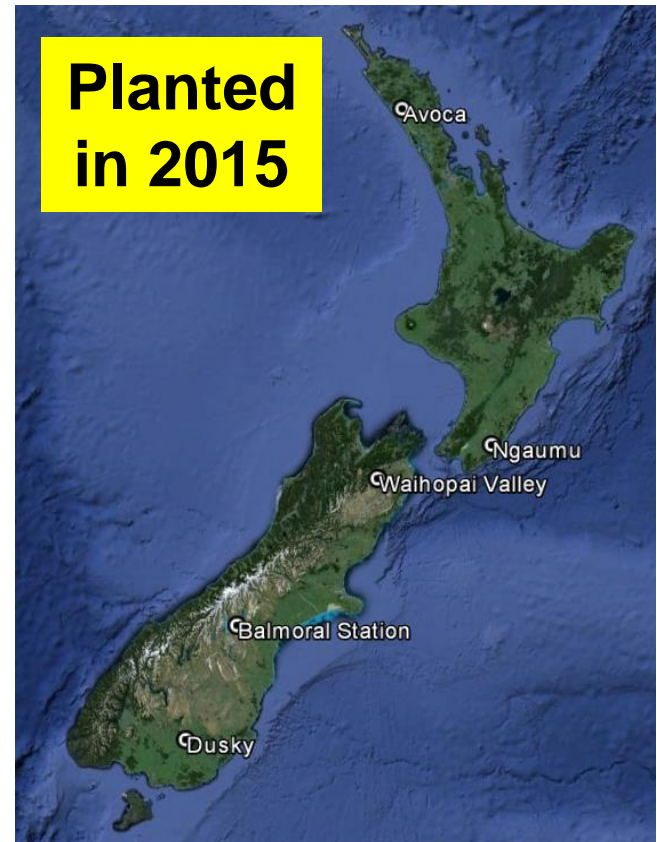 Planted
in 2015
Avoca
Ngaumu
Waihopai Valley
Balmoral Station
Dusky